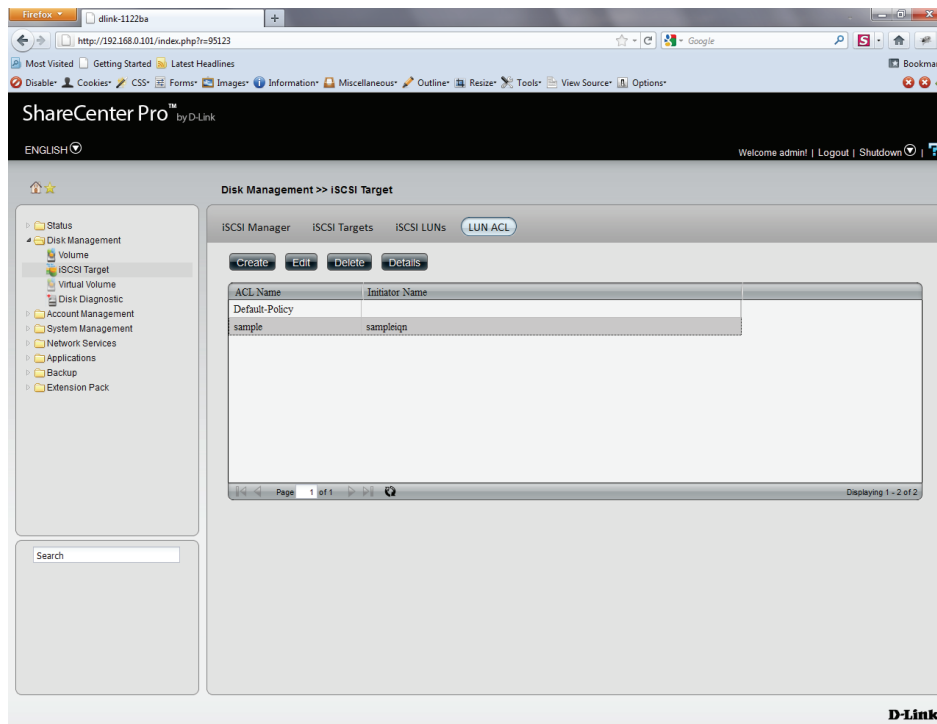 Firefox
dlink-1122ba
http://192.168.0.101/index.php?r=95123
Google
Most Visited Getting Started Latest Headlines
Bookmar
Disable Cookies CSS Forms Images Information Miscellaneous Outline Resize Tools View Source Options
ShareCenter Pro™ by D-Link
ENGLISH
Welcome admin! | Logout | Shutdown | ?
Disk Management >> iSCSI Target
Status
Disk Management
Volume
iSCSI Target
Virtual Volume
Disk Diagnostic
Account Management
System Management
Network Services
Applications
Backup
Extension Pack
Search
iSCSI Manager iSCSI Targets iSCSI LUNs LUN ACL
Create Edit Delete Details
ACL Name Initiator Name
Default-Policy
sample sampleiqn
Page 1 of 1
Displaying 1 - 2 of 2
D-Link